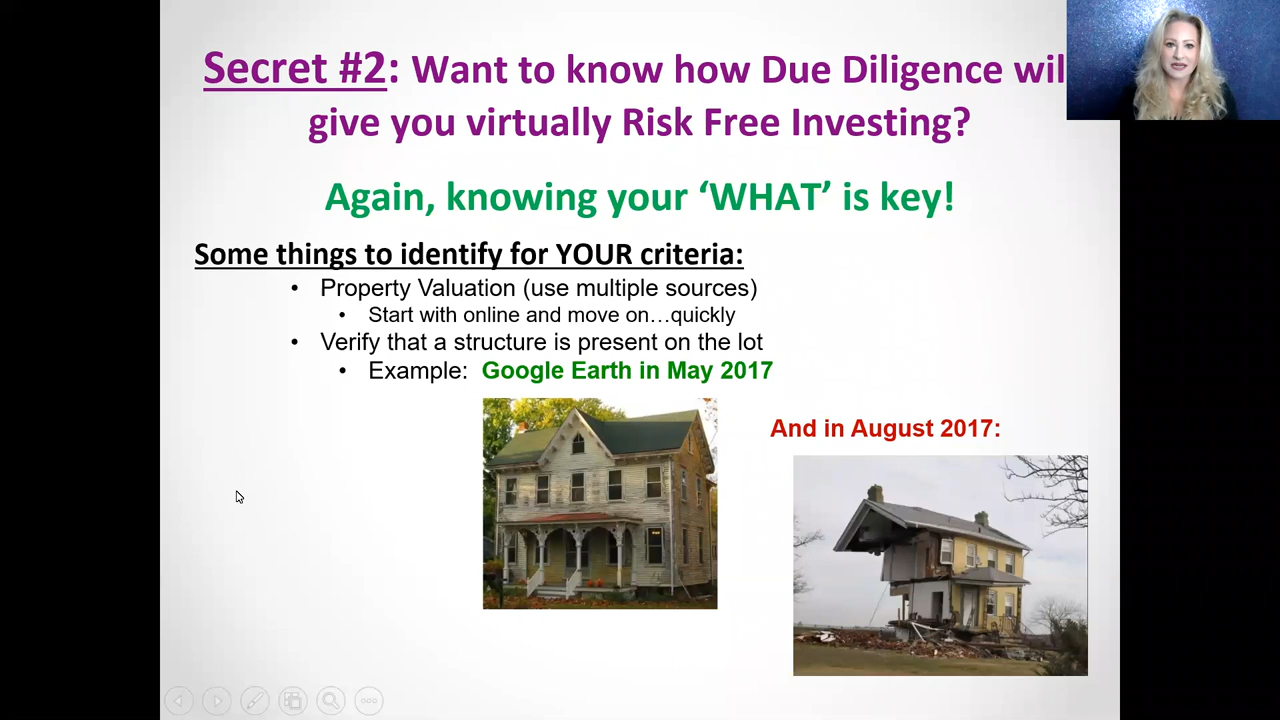 Secret #2: Want to know how Due Diligence wil
give you virtually Risk Free Investing?
Again, knowing your ‘WHAT’ is key!
Some things to identify for YOUR criteria:
• Property Valuation (use multiple sources)
• Start with online and move on…quickly
• Verify that a structure is present on the lot
• Example: Google Earth in May 2017
And in August 2017: